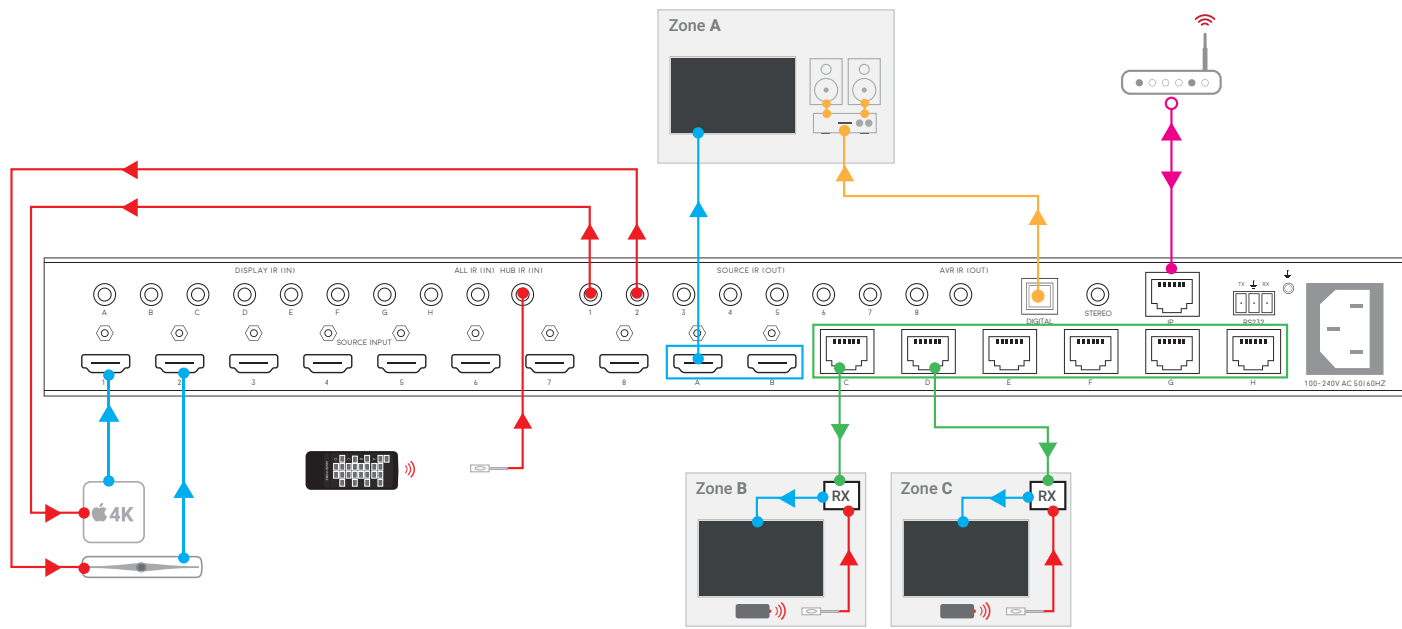 Zone A
DISPLAY IR (IN)
ALL IR (IN) HUB IR (IN)
SOURCE IR (OUT)
AVR IR (OUT)
TX RX
A B C D E F G H
1 2 3 4 5 6 7 8
DIGITAL
STEREO
IP
RS232
SOURCE INPUT
1 2 3 4 5 6 7 8
A B C D E F G H
100-240V AC 50/60HZ
4K
Zone B
RX
Zone C
RX